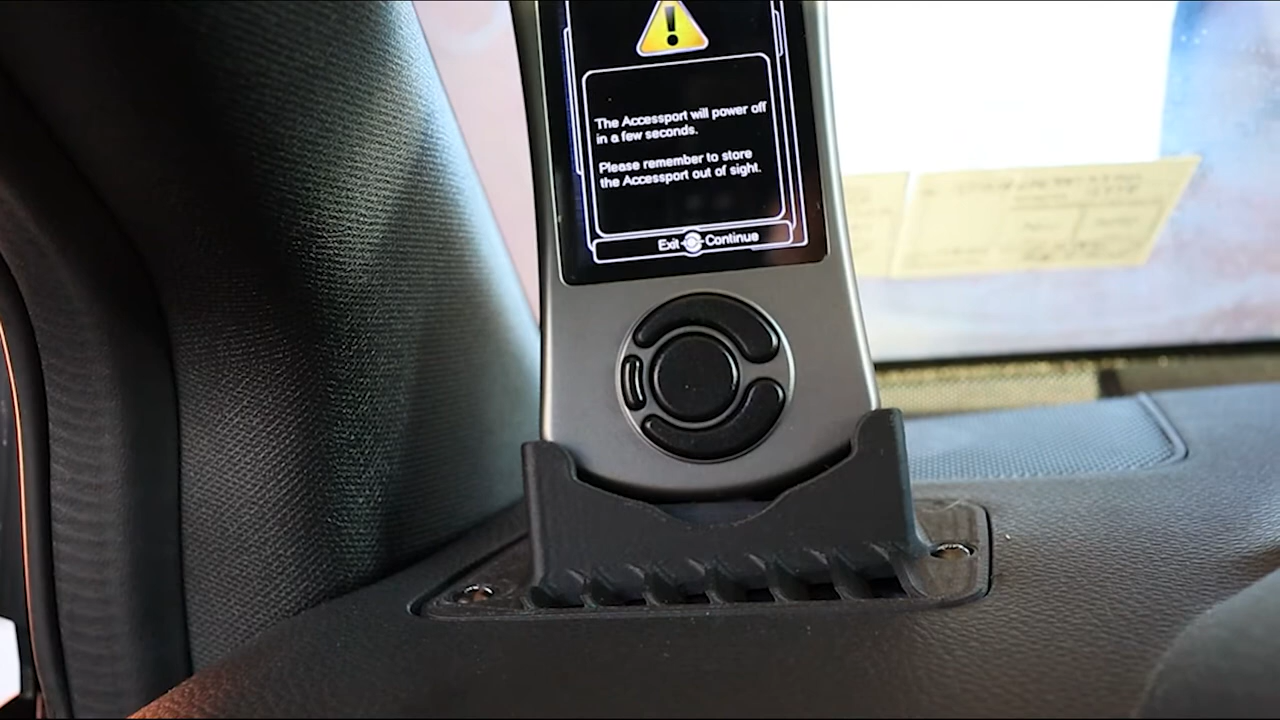 The Accessport will power off
in a few seconds.
Please remember to store
the Accessport out of sight.
Exit Continue